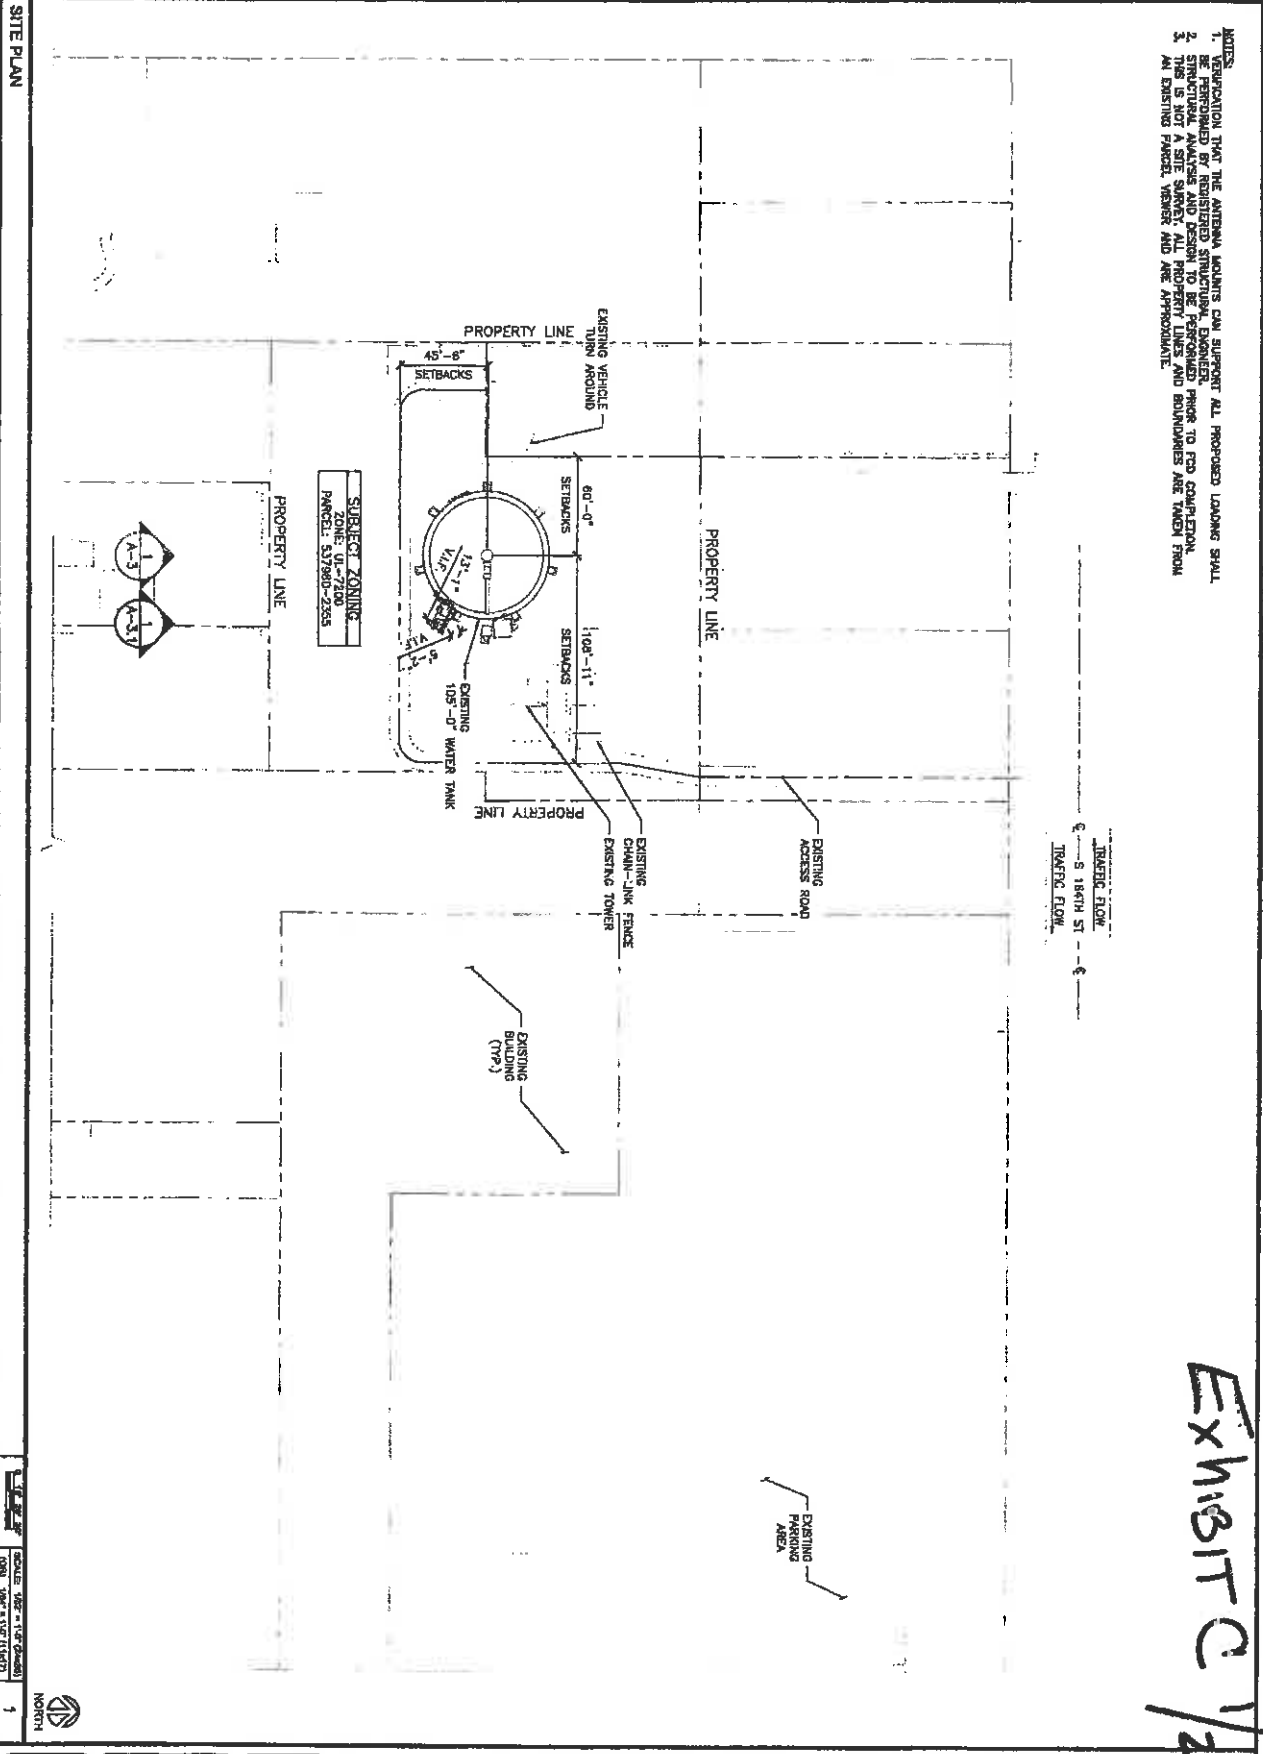 NOTES:
1. VERIFICATION THAT THE ANTENNA MOUNTS CAN SUPPORT ALL PROPOSED LOADING SHALL
BE PERFORMED BY REGISTERED STRUCTURAL ENGINEER.
2. STRUCTURAL ANALYSIS AND DESIGN TO BE PERFORMED PRIOR TO FCD COMPLETION.
3. THIS IS NOT A SITE SURVEY. ALL PROPERTY LINES AND BOUNDARIES ARE TAKEN FROM
AN EXISTING PARCEL VIEWER AND ARE APPROXIMATE.
ExhIBIT C 1/2
TRAFFIC FLOW
S 184TH ST
TRAFFIC FLOW
EXISTING
ACCESS ROAD
EXISTING
PARKING
AREA
PROPERTY LINE
EXISTING
CHAIN-LINK FENCE
EXISTING TOWER
EXISTING VEHICLE
TURN AROUND
60'-0"
SETBACKS
108'-11"
SETBACKS
PROPERTY LINE
PROPERTY LINE
EXISTING
BUILDING
(TYP.)
45'-6"
SETBACKS
13'-1"
V.I.F.
V.I.F.
EXISTING
105'-0" WATER TANK
SUBJECT ZONING
ZONE: UL-7200
PARCEL: 537980-2355
PROPERTY LINE
1
A-3
1
A-3.1
NORTH
SITE PLAN
1